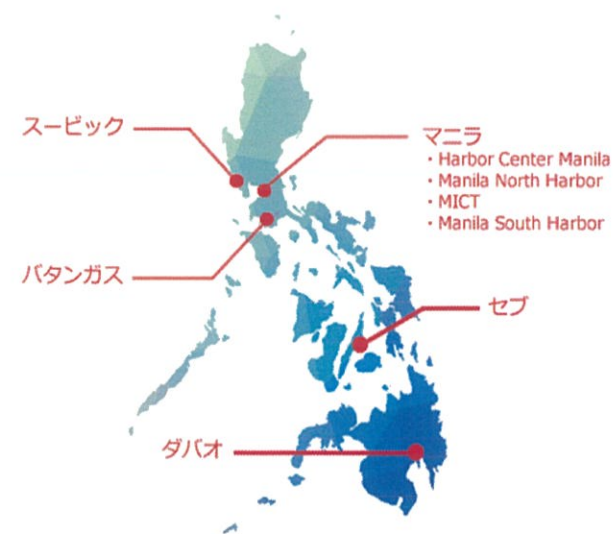 スービック
マニラ
・Harbor Center Manila
・Manila North Harbor
・MICT
・Manila South Harbor
バタンガス
セブ
ダバオ